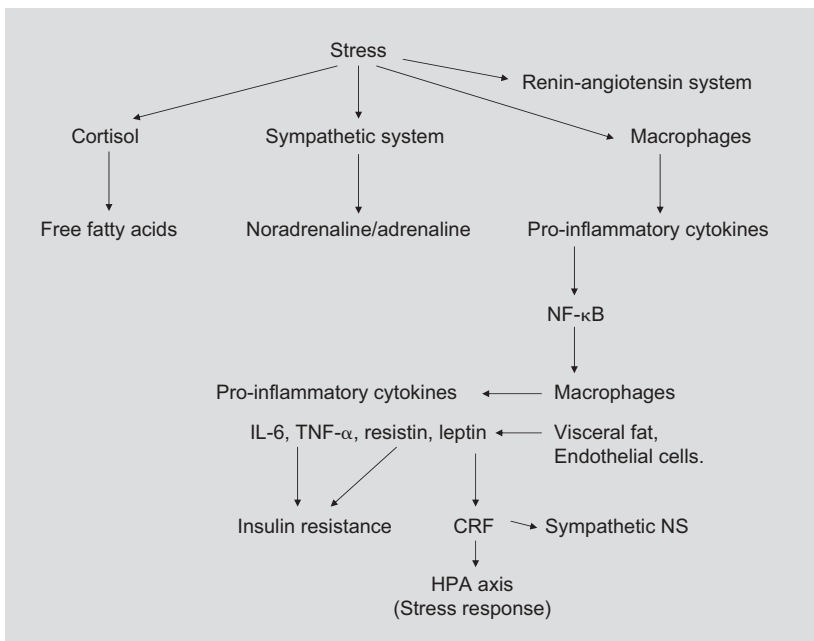 Stress
Renin-angiotensin system
Cortisol
Sympathetic system
Macrophages
Free fatty acids
Noradrenaline/adrenaline
Pro-inflammatory cytokines
NF-κB
Pro-inflammatory cytokines
Macrophages
IL-6, TNF-α, resistin, leptin
Visceral fat,
Endothelial cells.
Insulin resistance
CRF
Sympathetic NS
HPA axis
(Stress response)